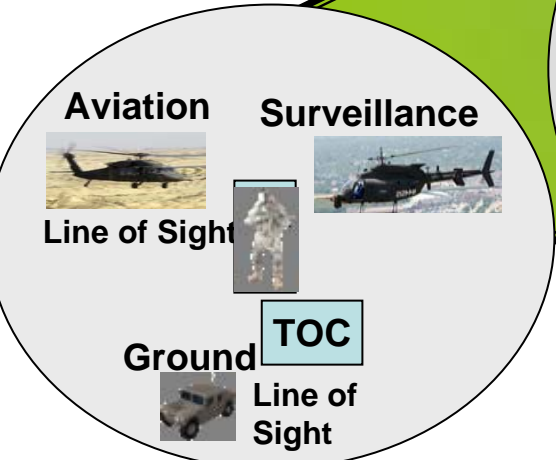 Aviation
Surveillance
Line of Sight
TOC
Ground
Line of
Sight